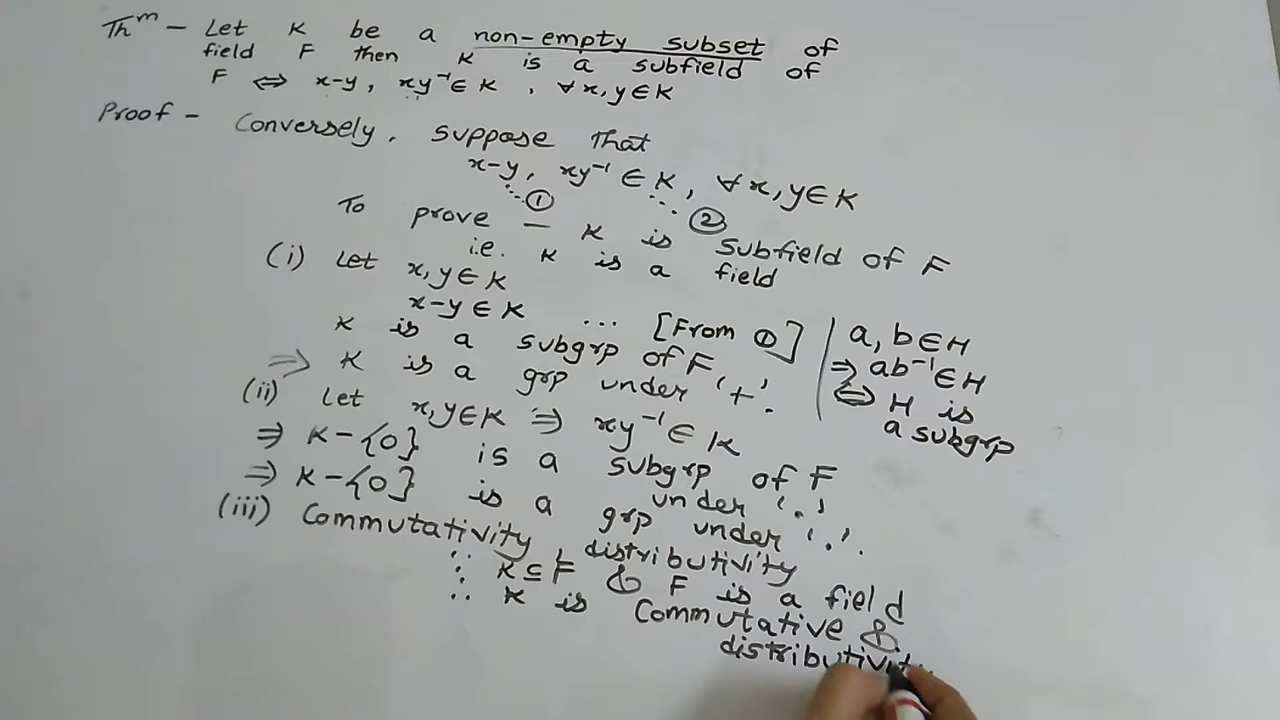 Thᵐ - Let K be a non-empty subset of
field F then K is a subfield of
F ⇔ x-y, xy⁻¹ ∈ K, ∀ x,y ∈ K
Proof - Conversely, suppose that
x-y, xy⁻¹ ∈ K, ∀ x,y ∈ K
... ① ... ②
To prove - K is subfield of F
i.e. K is a field
(i) Let x,y ∈ K
x-y ∈ K ... [From ①]
K is a subgrp of F
⇒ K is a grp under '+'.
a, b ∈ H
⇒ ab⁻¹ ∈ H
⇔ H is
a subgrp
(ii) Let x,y ∈ K ⇒ xy⁻¹ ∈ K
⇒ K-{0} is a subgrp of F
under '.'
⇒ K-{0} is a grp under '.'.
(iii) Commutativity, distributivity
∵ K ⊆ F & F is a field
∴ K is Commutative &
distributivity